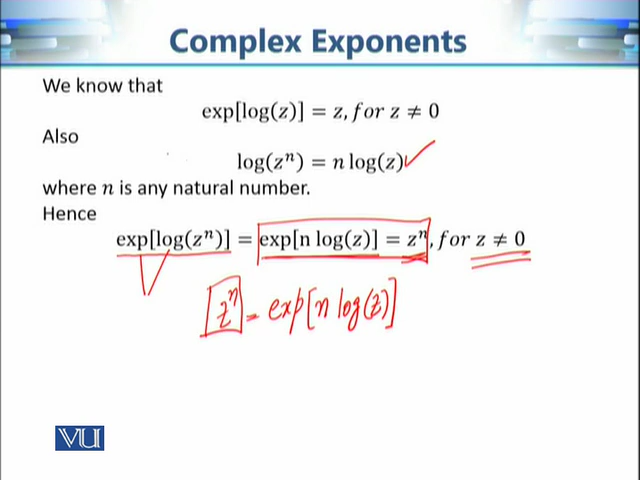 Complex Exponents
We know that
exp[log(z)] = z, for z ≠ 0
Also
log(zⁿ) = n log(z)
where n is any natural number.
Hence
exp[log(zⁿ)] = exp[n log(z)] = zⁿ, for z ≠ 0
zⁿ = exp[n log(z)]
VU